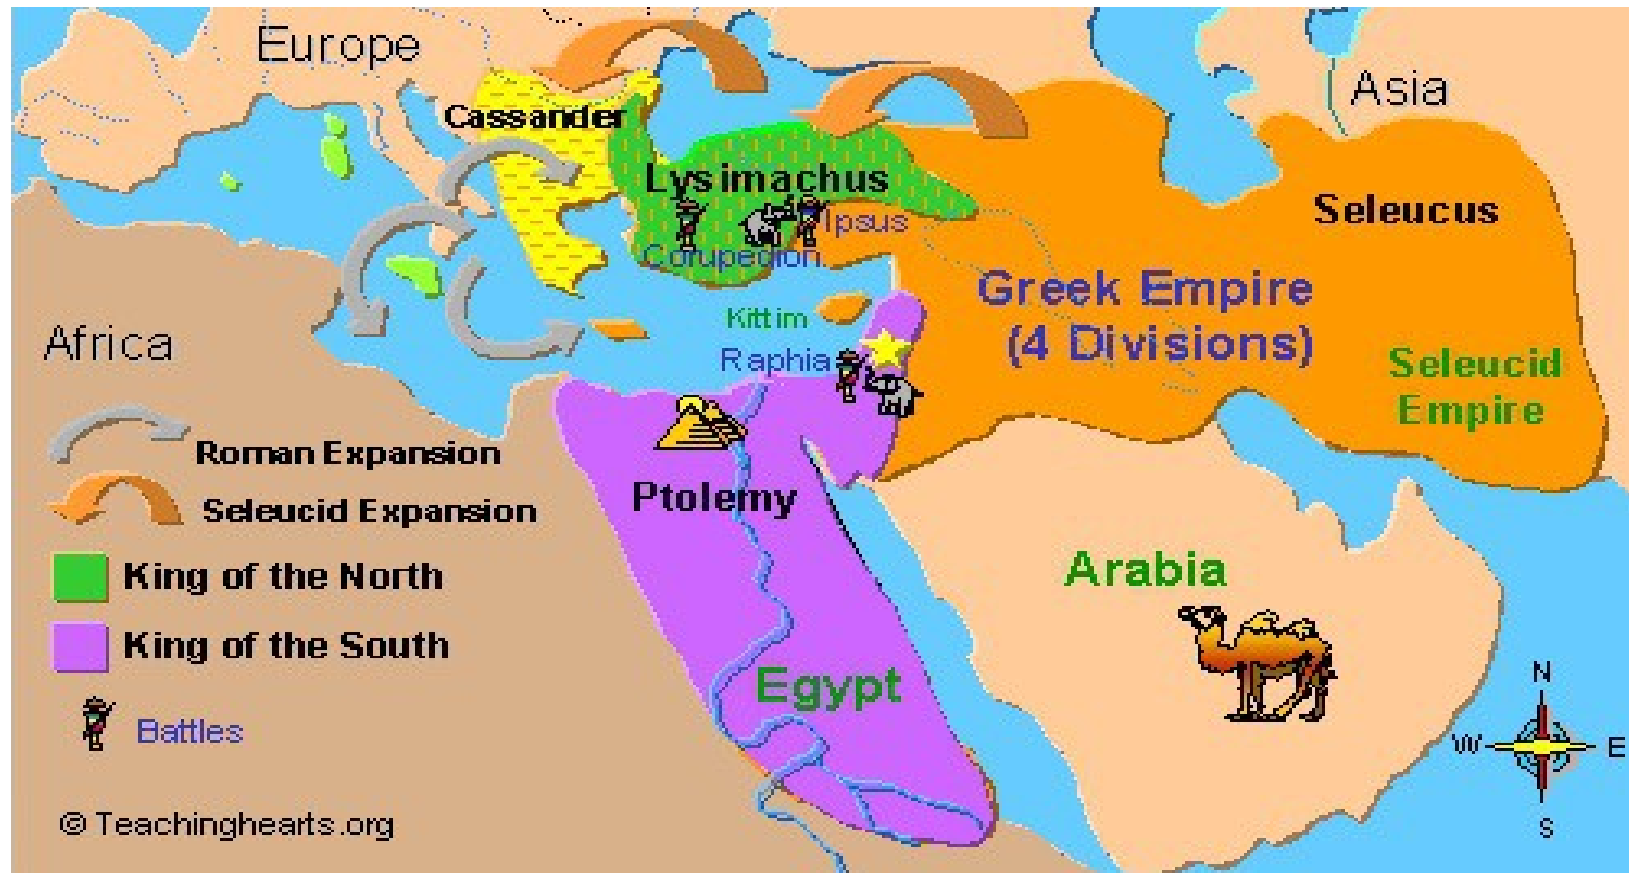 Europe
Asia
Cassander
Lysimachus
Seleucus
Ipsus
Corupedion
Greek Empire
(4 Divisions)
Kittim
Africa
Raphia
Seleucid
Empire
Roman Expansion
Ptolemy
Seleucid Expansion
Arabia
King of the North
King of the South
Egypt
N
Battles
W
E
S
© Teachinghearts.org